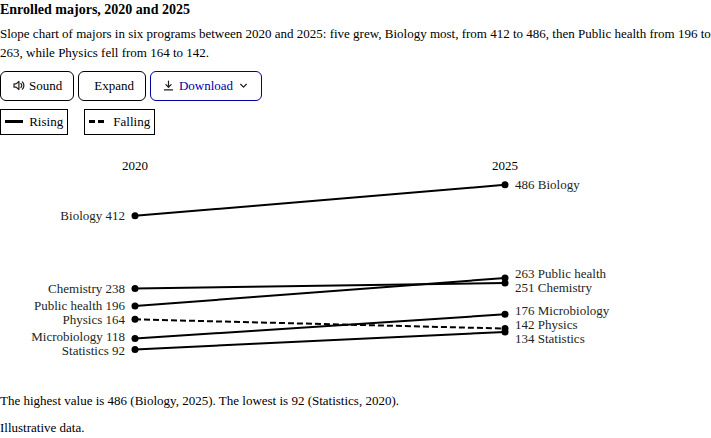 Enrolled majors, 2020 and 2025
Slope chart of majors in six programs between 2020 and 2025: five grew, Biology most, from 412 to 486, then Public health from 196 to
263, while Physics fell from 164 to 142.
Sound Expand Download
Rising Falling
2020 2025
486 Biology
Biology 412
263 Public health
Chemistry 238 251 Chemistry
Public health 196
176 Microbiology
Physics 164 142 Physics
Microbiology 118 134 Statistics
Statistics 92
The highest value is 486 (Biology, 2025). The lowest is 92 (Statistics, 2020).
Illustrative data.